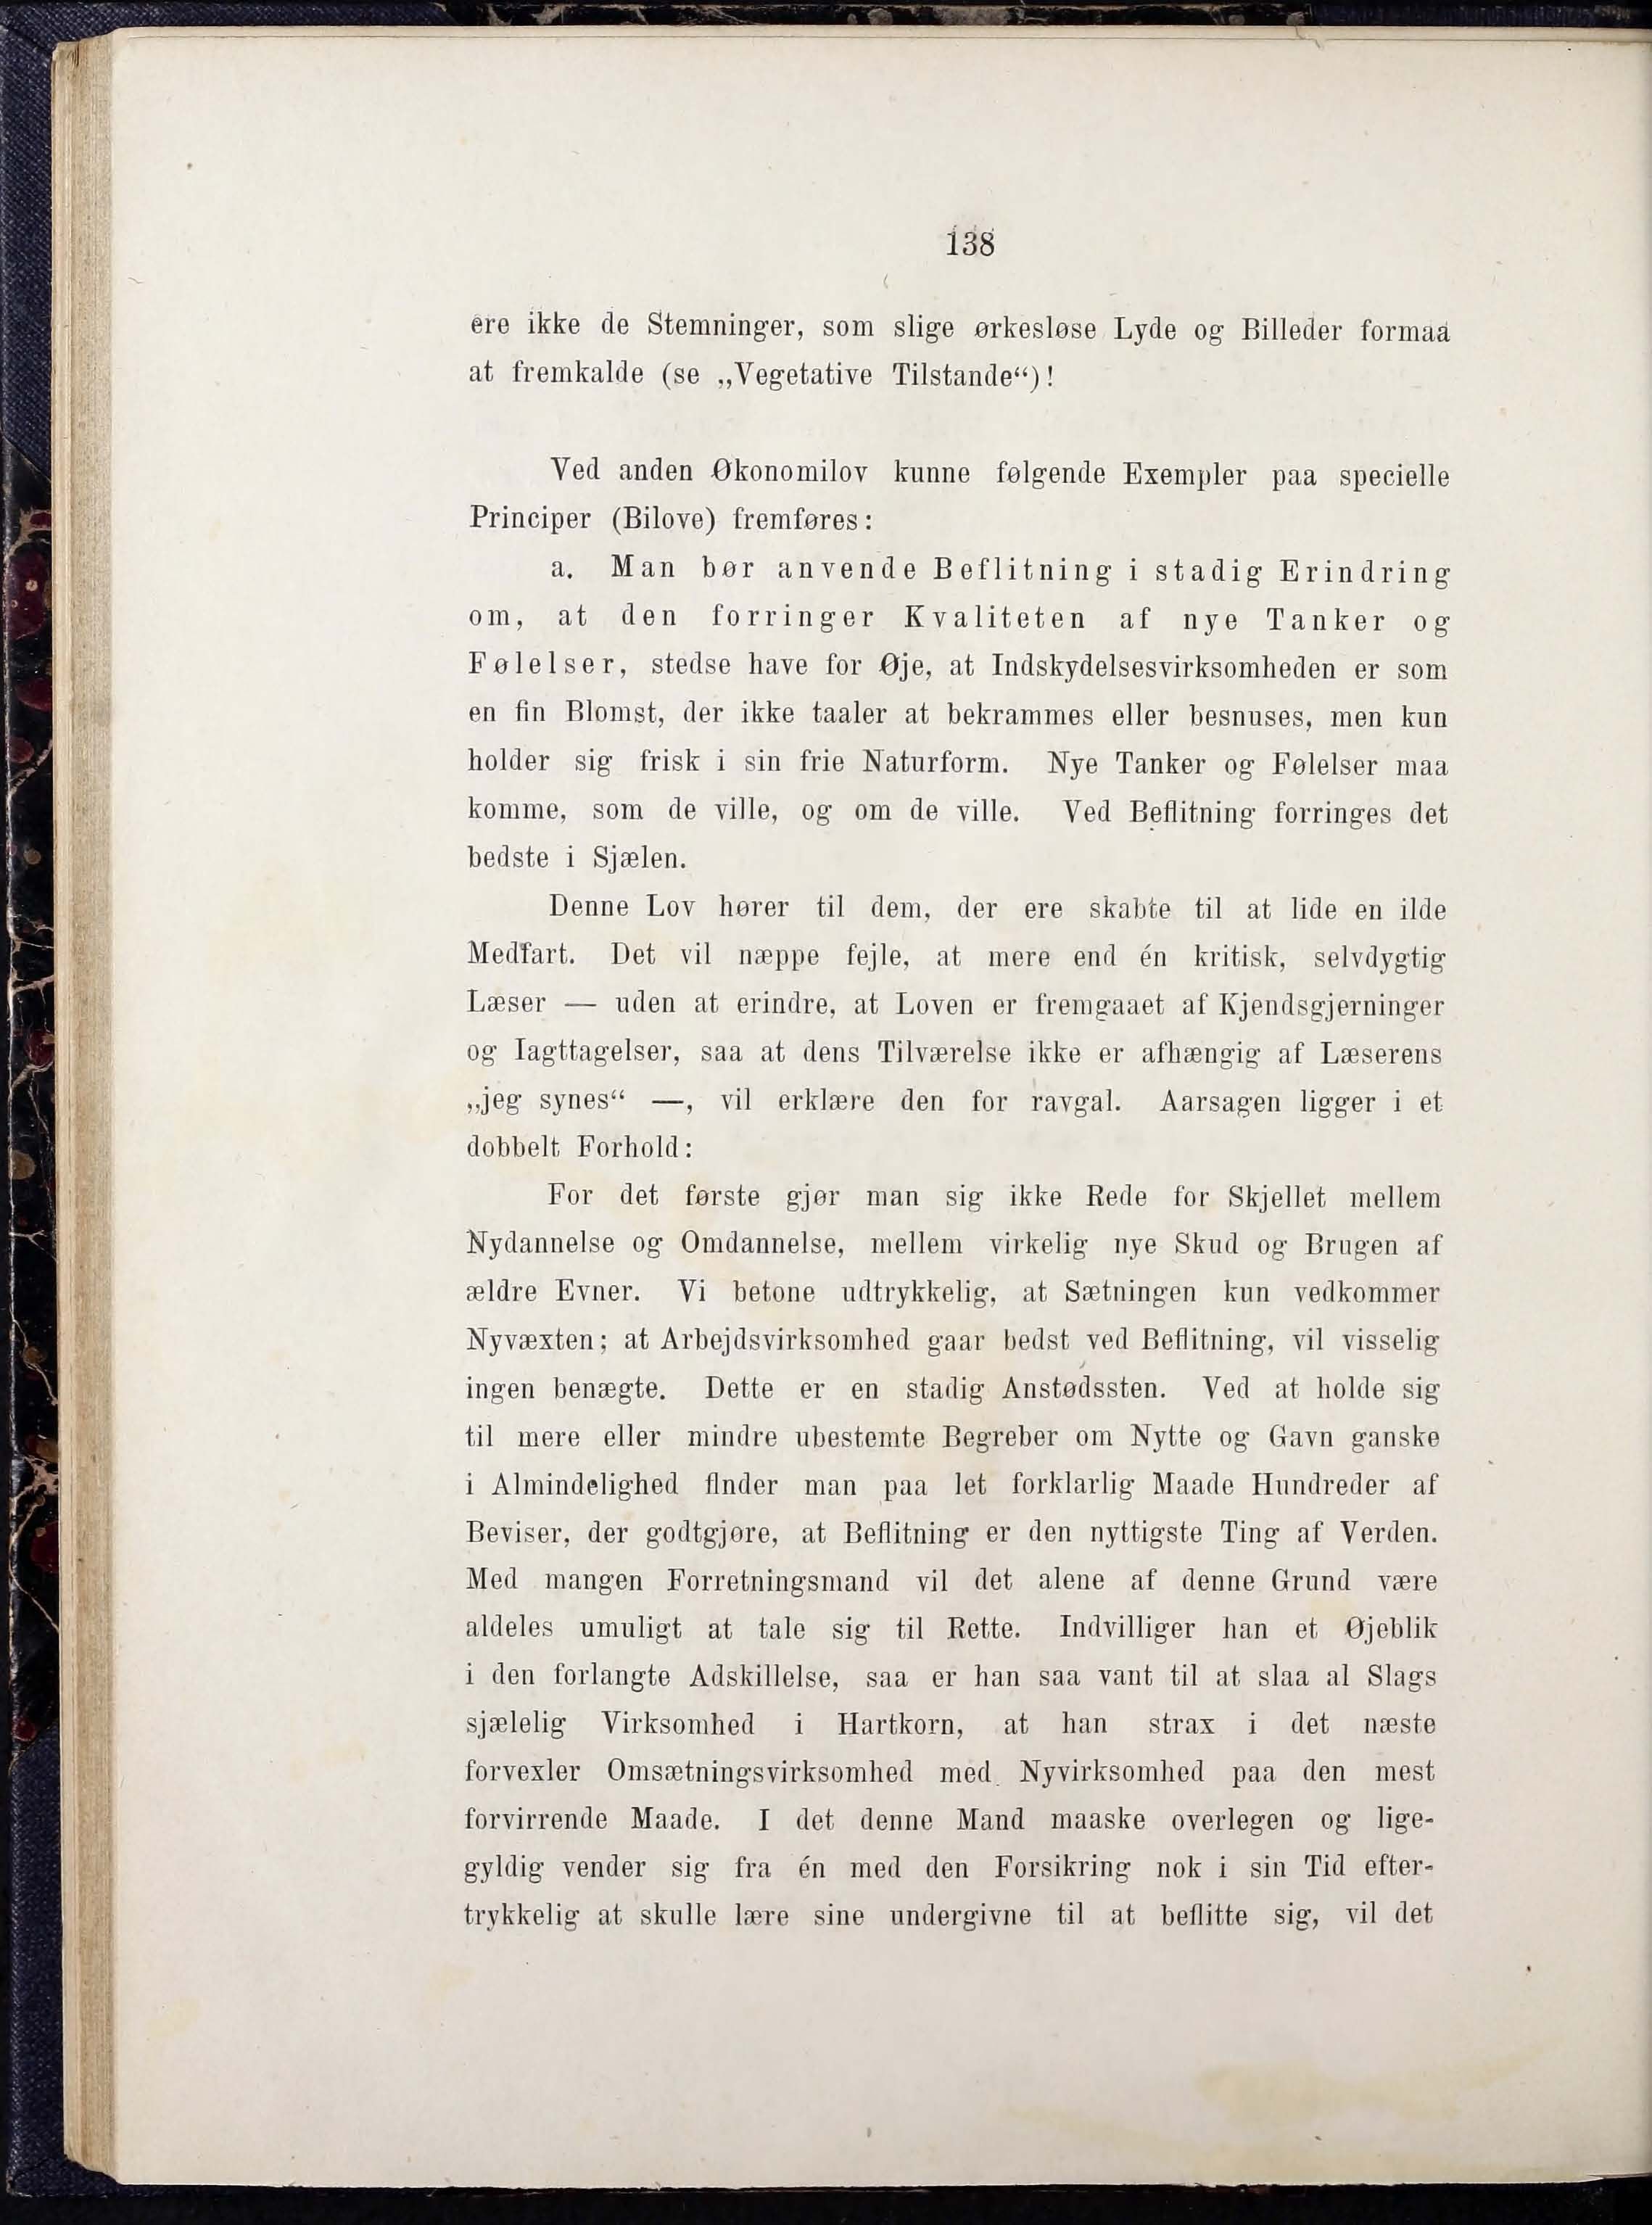 138
ere ikke de Stemninger, som slige ørkesløse Lyde og Billeder formaa
at fremkalde (se „Vegetative Tilstande“)!
Ved anden Økonomilov kunne følgende Exempler paa specielle
Principer (Bilove) fremføres:
a. Man bør anvende Beflitning i stadig Erindring
om, at den forringer Kvaliteten af nye Tanker og
Følelser, stedse have for Øje, at Indskydelsesvirksomheden er som
en fin Blomst, der ikke taaler at bekrammes eller besnuses, men kun
holder sig frisk i sin frie Naturform. Nye Tanker og Følelser maa
komme, som de ville, og om de ville. Ved Beflitning forringes det
bedste i Sjælen.
Denne Lov hører til dem, der ere skabte til at lide en ilde
Medfart. Det vil næppe fejle, at mere end én kritisk, selvdygtig
Læser — uden at erindre, at Loven er fremgaaet af Kjendsgjerninger
og Iagttagelser, saa at dens Tilværelse ikke er afhængig af Læserens
„jeg synes“ —, vil erklære den for ravgal. Aarsagen ligger i et
dobbelt Forhold:
For det første gjør man sig ikke Rede for Skjellet mellem
Nydannelse og Omdannelse, mellem virkelig nye Skud og Brugen af
ældre Evner. Vi betone udtrykkelig, at Sætningen kun vedkommer
Nyvæxten; at Arbejdsvirksomhed gaar bedst ved Beflitning, vil visselig
ingen benægte. Dette er en stadig Anstødssten. Ved at holde sig
til mere eller mindre ubestemte Begreber om Nytte og Gavn ganske
i Almindelighed finder man paa let forklarlig Maade Hundreder af
Beviser, der godtgjøre, at Beflitning er den nyttigste Ting af Verden.
Med mangen Forretningsmand vil det alene af denne Grund være
aldeles umuligt at tale sig til Rette. Indvilliger han et Øjeblik
i den forlangte Adskillelse, saa er han saa vant til at slaa al Slags
sjælelig Virksomhed i Hartkorn, at han strax i det næste
forvexler Omsætningsvirksomhed med Nyvirksomhed paa den mest
forvirrende Maade. I det denne Mand maaske overlegen og lige-
gyldig vender sig fra én med den Forsikring nok i sin Tid efter-
trykkelig at skulle lære sine undergivne til at beflitte sig, vil det